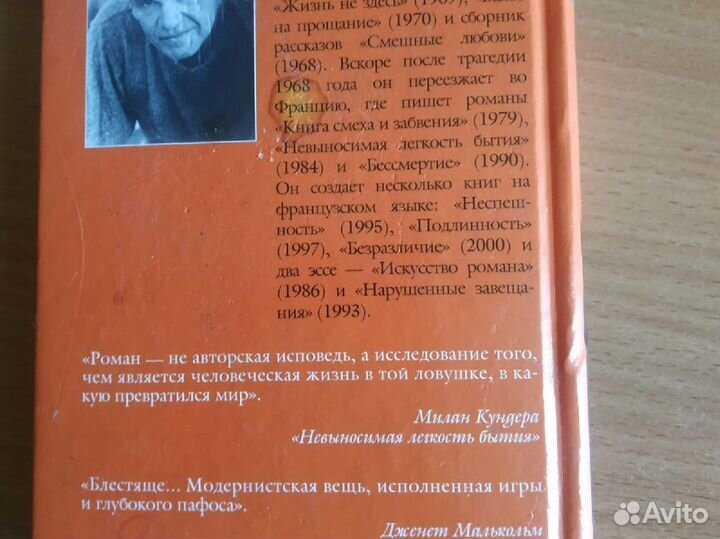 «Жизнь не здесь» (1969), «Вальс
на прощание» (1970) и сборник
рассказов «Смешные любови»
(1968). Вскоре после трагедии
1968 года он переезжает во
Францию, где пишет романы
«Книга смеха и забвения» (1979),
«Невыносимая легкость бытия»
(1984) и «Бессмертие» (1990).
Он создает несколько книг на
французском языке: «Неспеш-
ность» (1995), «Подлинность»
(1997), «Безразличие» (2000) и
два эссе — «Искусство романа»
(1986) и «Нарушенные завеща-
ния» (1993).
«Роман — не авторская исповедь, а исследование того,
чем является человеческая жизнь в той ловушке, в ка-
кую превратился мир».
Милан Кундера
«Невыносимая легкость бытия»
«Блестяще... Модернистская вещь, исполненная игры
и глубокого пафоса».
Дженет Малькольм
Avito